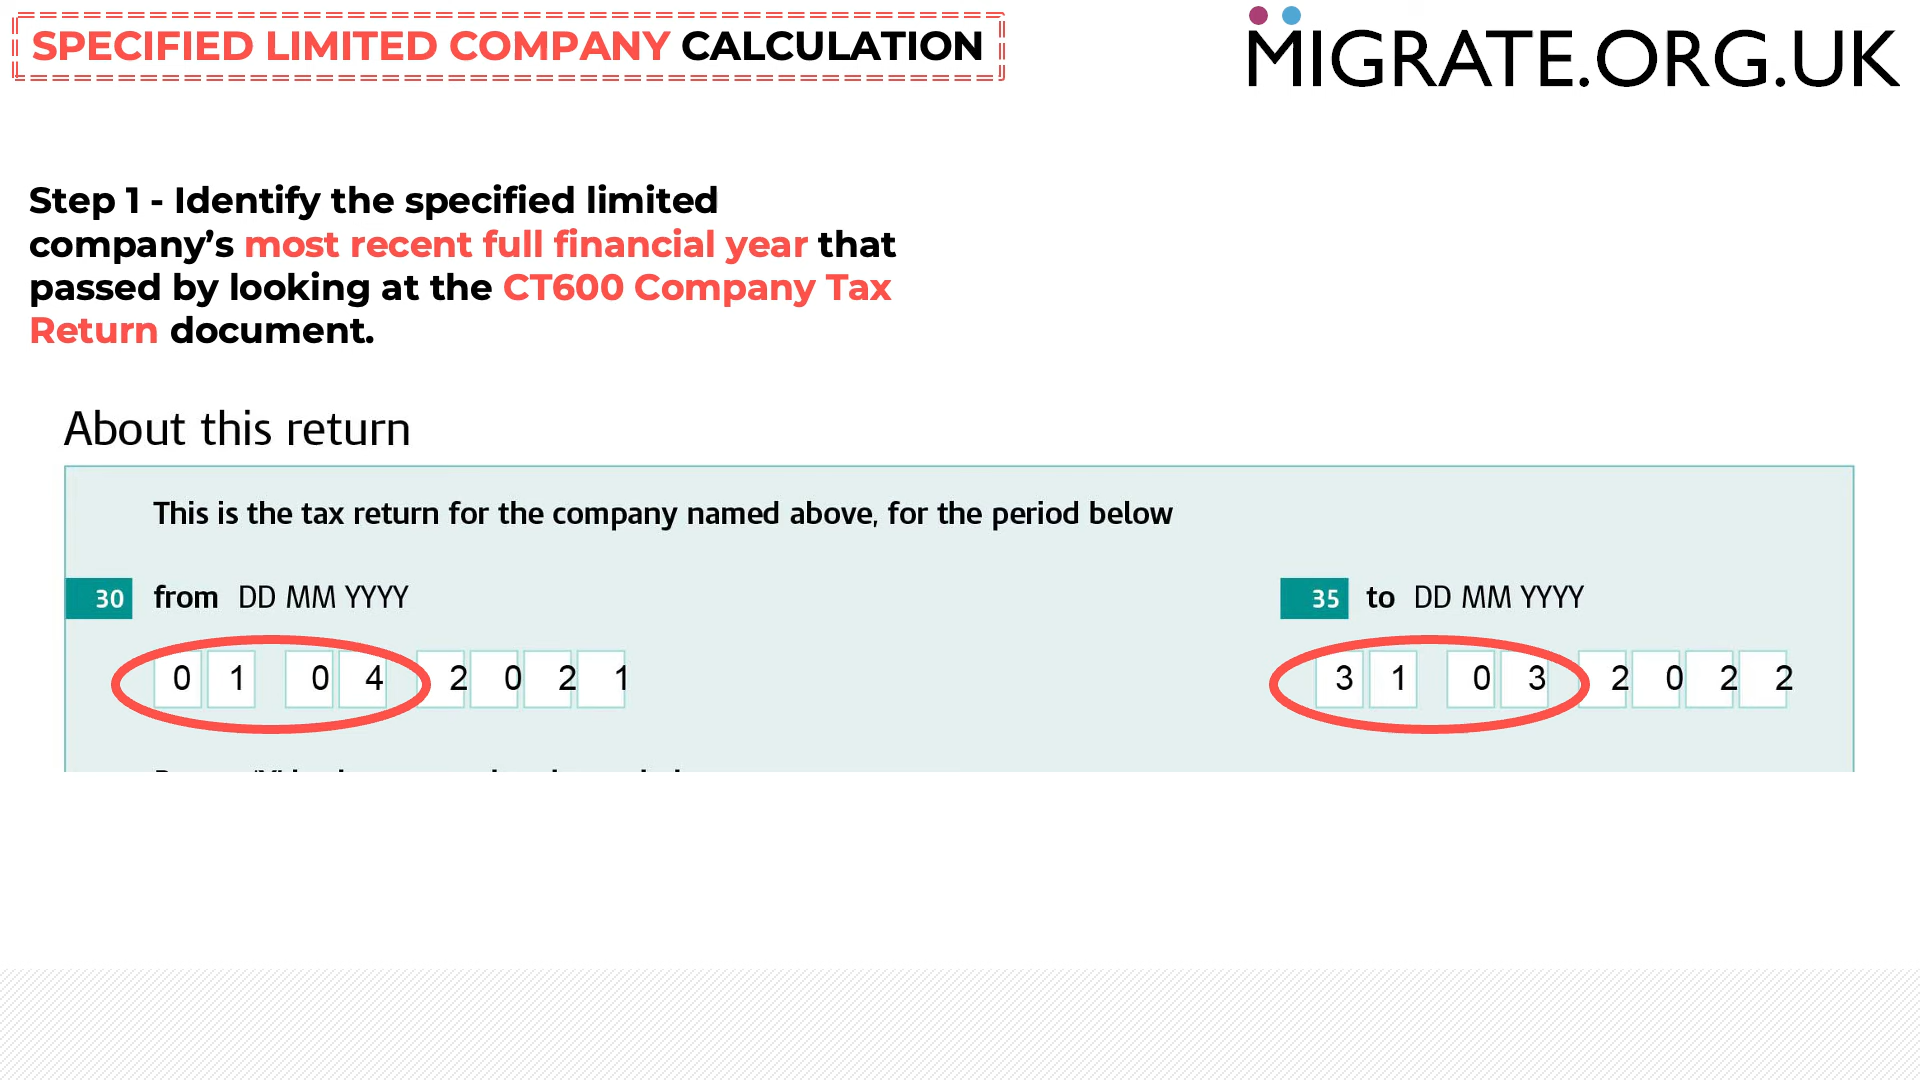 SPECIFIED LIMITED COMPANY CALCULATION
MIGRATE.ORG.UK
Step 1 - Identify the specified limited
company’s most recent full financial year that
passed by looking at the CT600 Company Tax
Return document.
About this return
This is the tax return for the company named above, for the period below
30 from DD MM YYYY
35 to DD MM YYYY
0 1 0 4 2 0 2 1
3 1 0 3 2 0 2 2